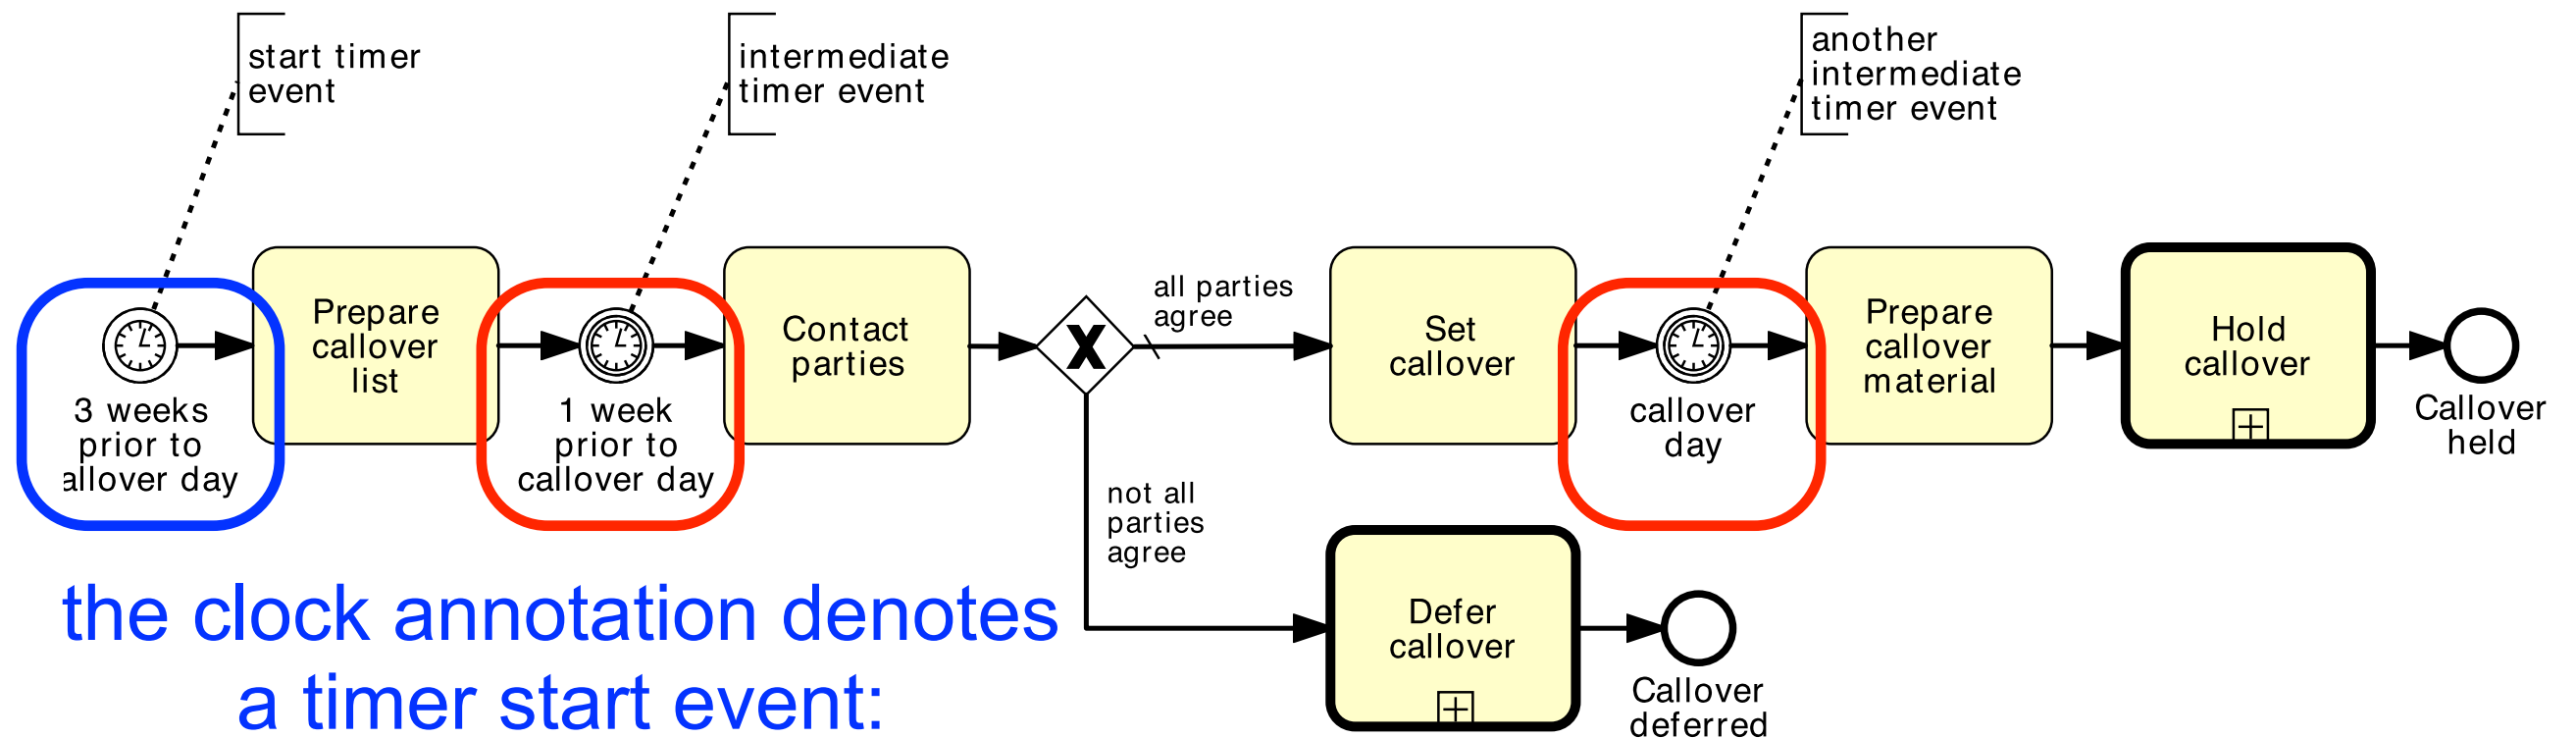 start timer
event
intermediate
timer event
another
intermediate
timer event
3 weeks
prior to
allover day
Prepare
callover
list
1 week
prior to
callover day
Contact
parties
X
all parties
agree
not all
parties
agree
Set
callover
callover
day
Prepare
callover
material
Hold
callover
Callover
held
Defer
callover
Callover
deferred
the clock annotation denotes
a timer start event: